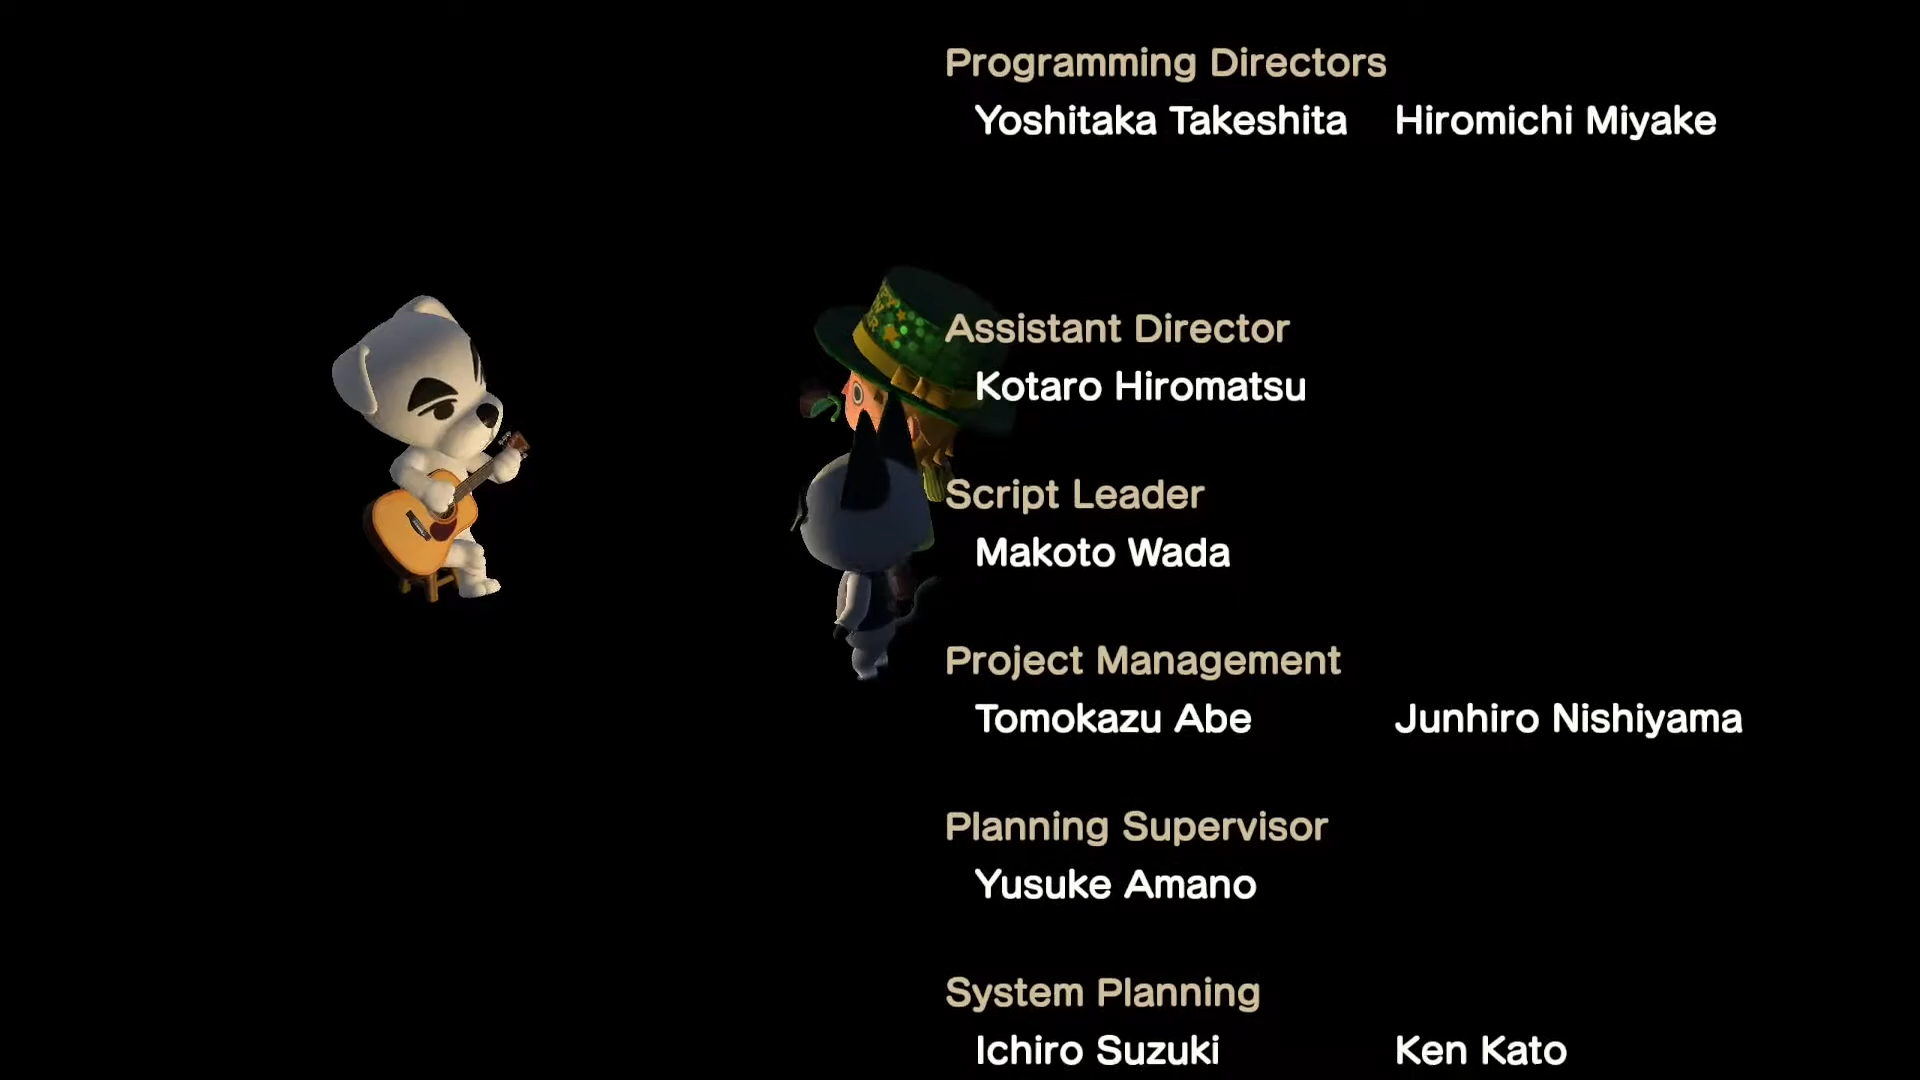 Programming Directors
Yoshitaka Takeshita Hiromichi Miyake
Assistant Director
Kotaro Hiromatsu
Script Leader
Makoto Wada
Project Management
Tomokazu Abe Junhiro Nishiyama
Planning Supervisor
Yusuke Amano
System Planning
Ichiro Suzuki Ken Kato